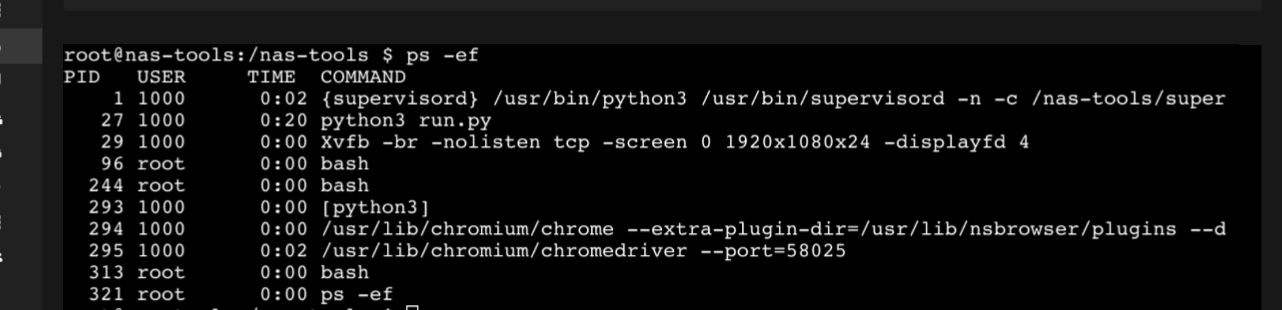 root@nas-tools:/nas-tools $ ps -ef
PID   USER     TIME  COMMAND
    1 1000      0:02 {supervisord} /usr/bin/python3 /usr/bin/supervisord -n -c /nas-tools/super
   27 1000      0:20 python3 run.py
   29 1000      0:00 Xvfb -br -nolisten tcp -screen 0 1920x1080x24 -displayfd 4
   96 root      0:00 bash
  244 root      0:00 bash
  293 1000      0:00 [python3]
  294 1000      0:00 /usr/lib/chromium/chrome --extra-plugin-dir=/usr/lib/nsbrowser/plugins --d
  295 1000      0:02 /usr/lib/chromium/chromedriver --port=58025
  313 root      0:00 bash
  321 root      0:00 ps -ef